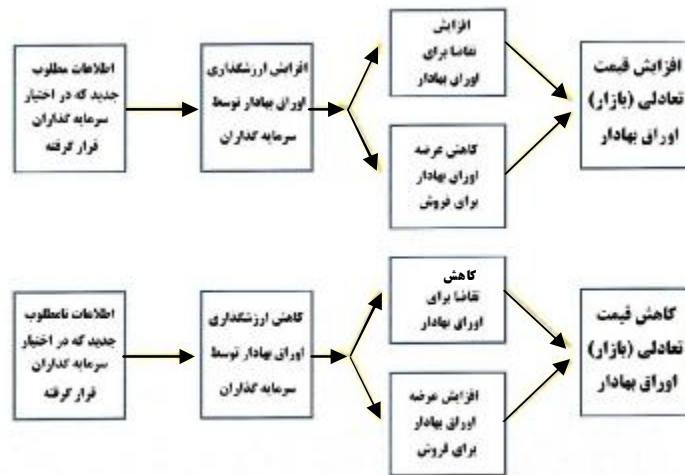 اطلاعات مطلوب
جدید که در اختیار
سرمایه گذاران
قرار گرفته
افزایش ارزشگذاری
اوراق بهادار توسط
سرمایه گذاران
افزایش
تقاضا برای
اوراق بهادار
کاهش عرضه
اوراق بهادار
برای فروش
افزایش قیمت
تعادلی (بازار)
اوراق بهادار
اطلاعات نامطلوب
جدید که در اختیار
سرمایه گذاران
قرار گرفته
کاهش ارزشگذاری
اوراق بهادار توسط
سرمایه گذاران
کاهش
تقاضا برای
اوراق بهادار
افزایش عرضه
اوراق بهادار
برای فروش
کاهش قیمت
تعادلی (بازار)
اوراق بهادار